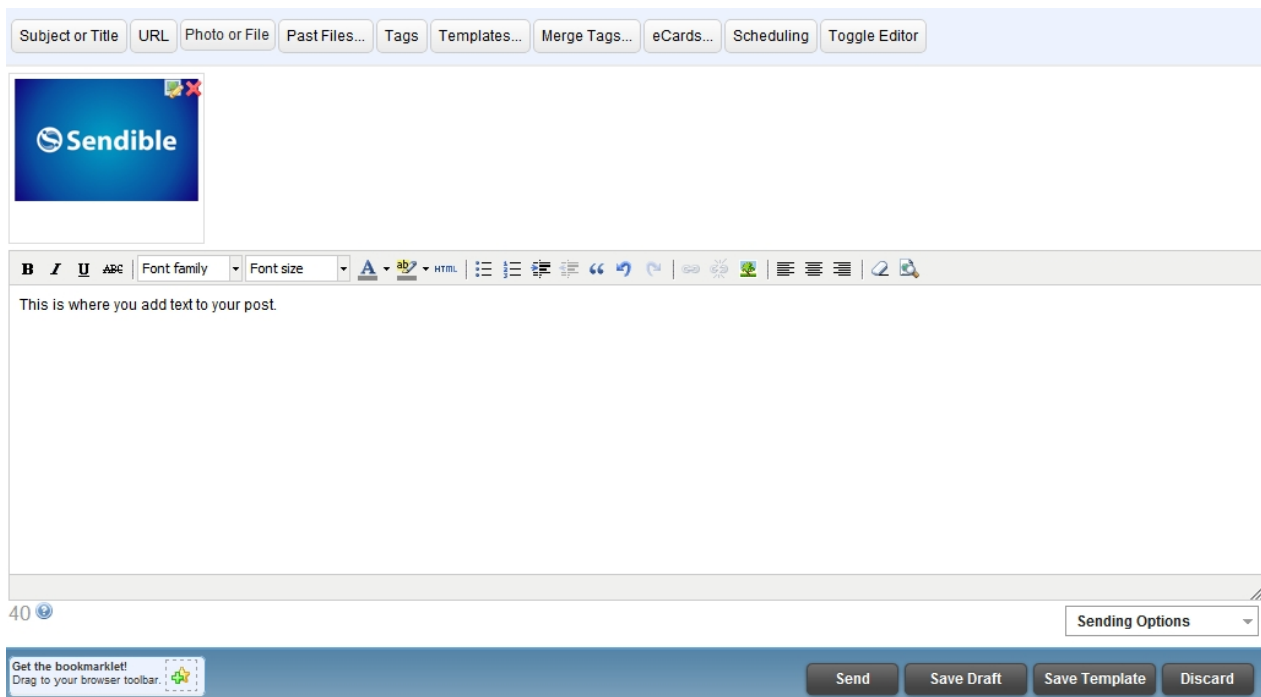 Subject or Title URL Photo or File Past Files... Tags Templates... Merge Tags... eCards... Scheduling Toggle Editor
Sendible
B I U ABC Font family Font size A ab HTML
This is where you add text to your post.
40
Sending Options
Get the bookmarklet!
Drag to your browser toolbar.
Send Save Draft Save Template Discard